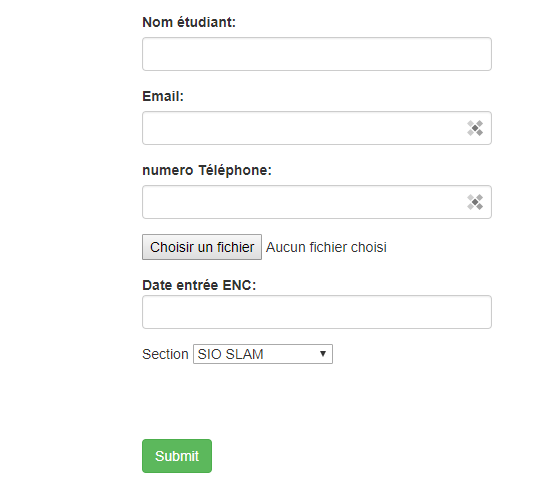 Nom étudiant:
Email:
numero Téléphone:
Choisir un fichier Aucun fichier choisi
Date entrée ENC:
Section SIO SLAM
Submit